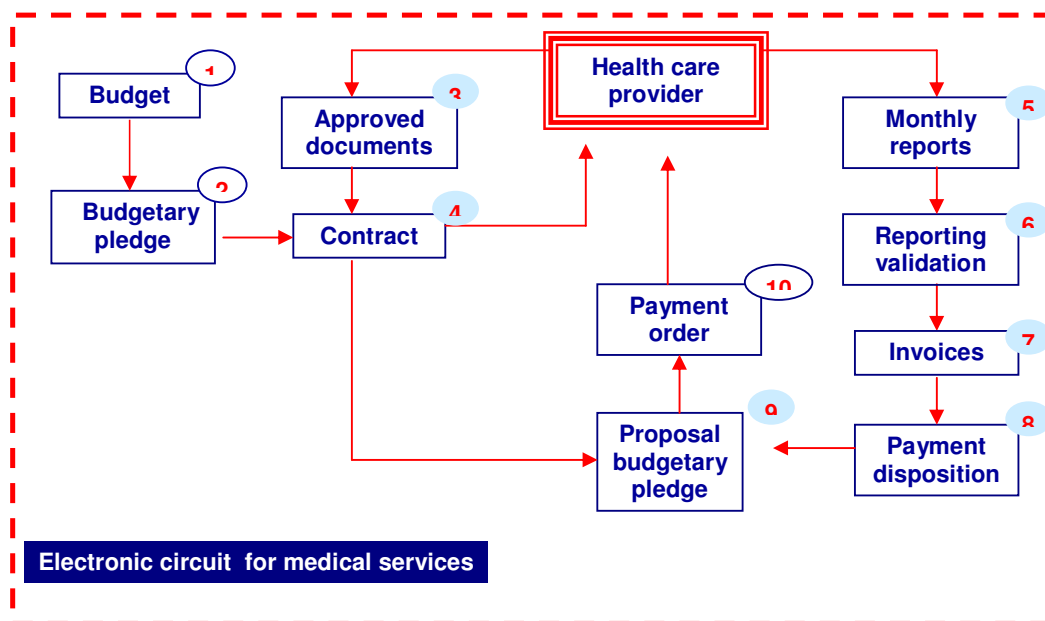 1
Budget
2
Budgetary
pledge
3
Approved
documents
4
Contract
Health care
provider
5
Monthly
reports
6
Reporting
validation
7
Invoices
8
Payment
disposition
9
Proposal
budgetary
pledge
10
Payment
order
Electronic circuit for medical services